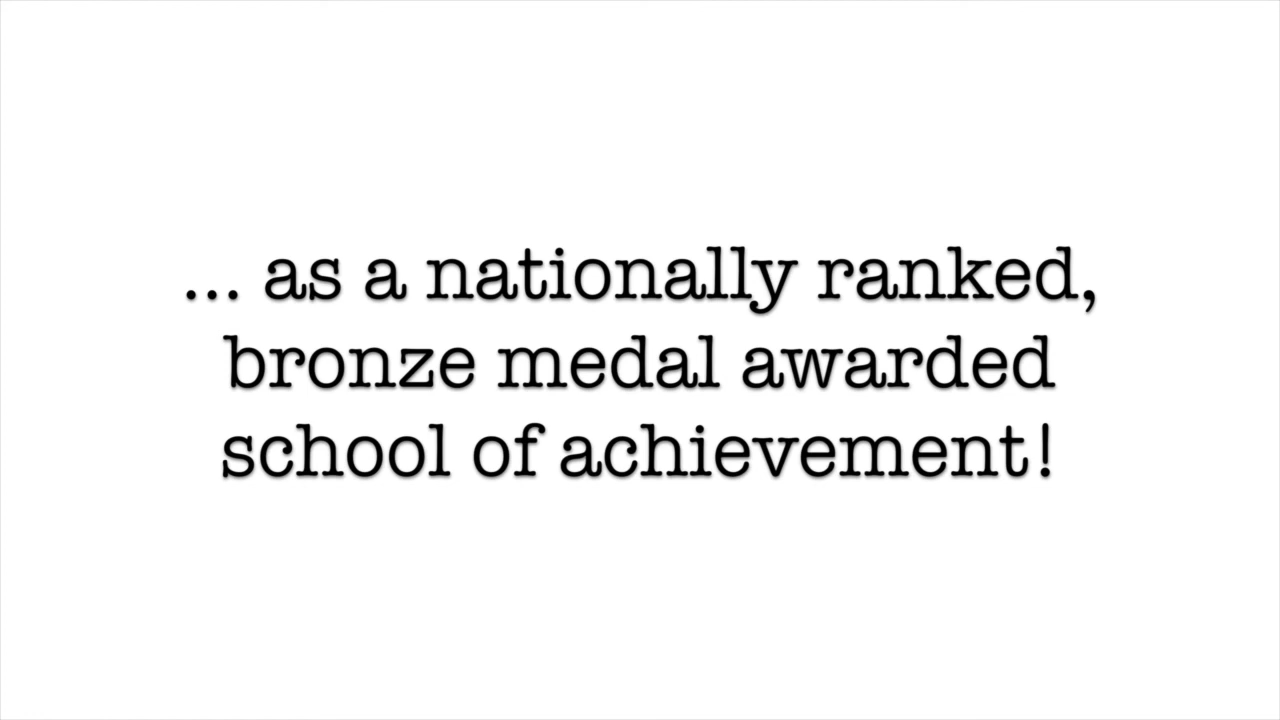 ... as a nationally ranked,
bronze medal awarded
school of achievement!